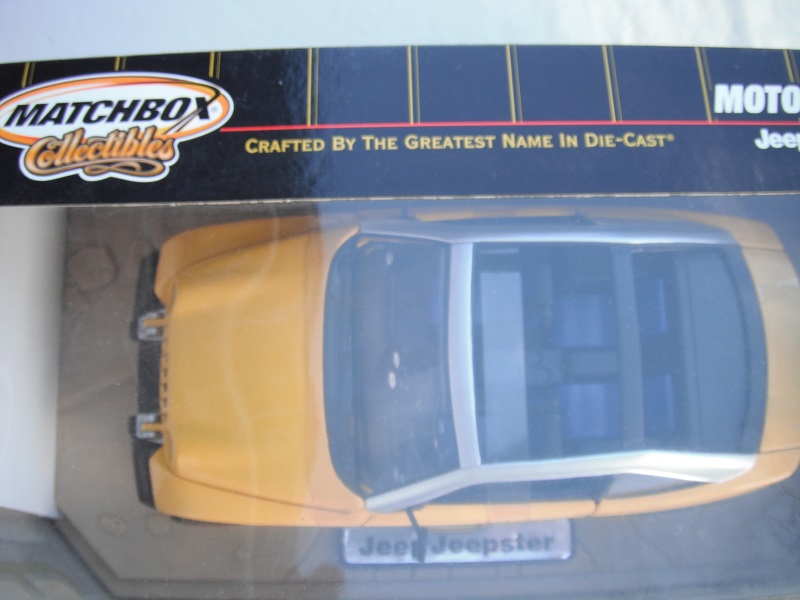 MATCHBOX®
Collectibles
CRAFTED BY THE GREATEST NAME IN DIE-CAST®
MOTO
Jeep
Jeep Jeepster